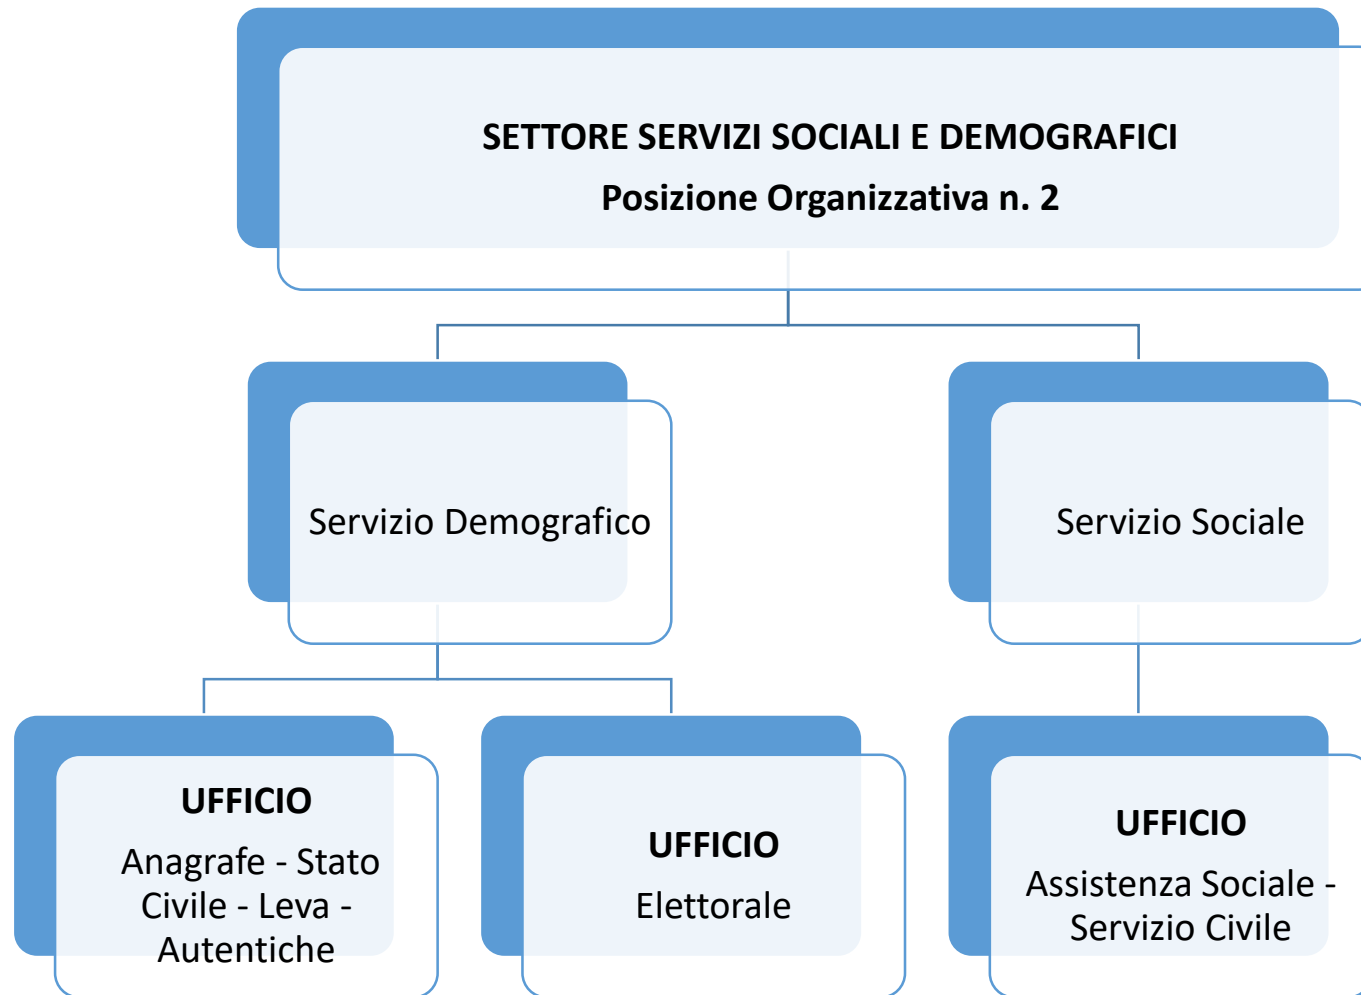 SETTORE SERVIZI SOCIALI E DEMOGRAFICI
Posizione Organizzativa n. 2
Servizio Demografico
Servizio Sociale
UFFICIO
Anagrafe - Stato
Civile - Leva -
Autentiche
UFFICIO
Elettorale
UFFICIO
Assistenza Sociale -
Servizio Civile